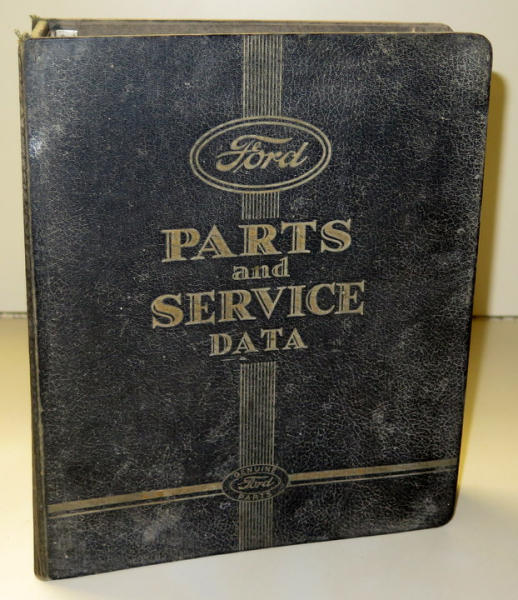 Ford
PARTS
and
SERVICE
DATA
GENUINE
Ford
PARTS